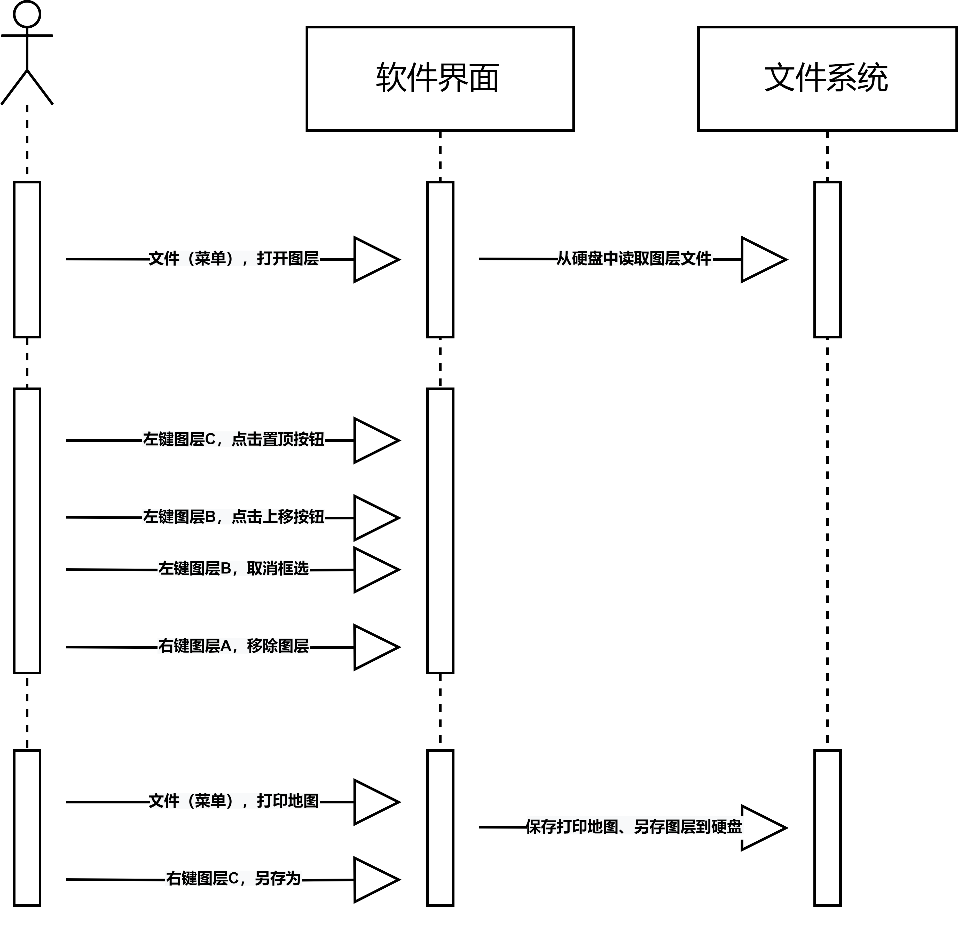 软件界面
文件系统
文件（菜单），打开图层
从硬盘中读取图层文件
左键图层C，点击置顶按钮
左键图层B，点击上移按钮
左键图层B，取消框选
右键图层A，移除图层
文件（菜单），打印地图
保存打印地图、另存图层到硬盘
右键图层C，另存为